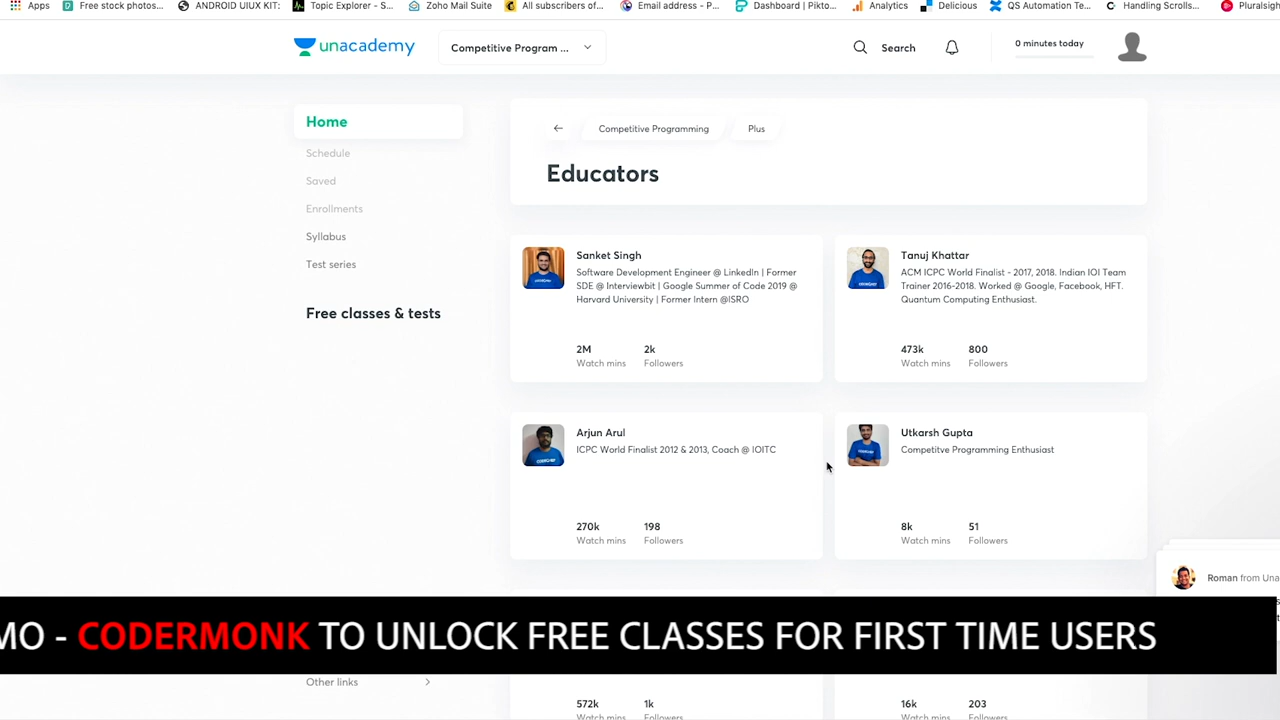 Apps Free stock photos... ANDROID UIUX KIT: Topic Explorer - S... Zoho Mail Suite All subscribers of... Email address - P... Dashboard | Pikto... Analytics Delicious QS Automation Te... Handling Scrolls... Pluralsigh
unacademy Competitive Program ... Search 0 minutes today
Home
Schedule
Saved
Enrollments
Syllabus
Test series
Free classes & tests
Competitive Programming Plus
Educators
Sanket Singh
Software Development Engineer @ LinkedIn | Former
SDE @ Interviewbit | Google Summer of Code 2019 @
Harvard University | Former Intern @ISRO
2M 2k
Watch mins Followers
Tanuj Khattar
ACM ICPC World Finalist - 2017, 2018. Indian IOI Team
Trainer 2016-2018. Worked @ Google, Facebook, HFT.
Quantum Computing Enthusiast.
473k 800
Watch mins Followers
Arjun Arul
ICPC World Finalist 2012 & 2013, Coach @ IOITC
270k 198
Watch mins Followers
Utkarsh Gupta
Competitve Programming Enthusiast
8k 51
Watch mins Followers
Roman from Una
MO - CODERMONK TO UNLOCK FREE CLASSES FOR FIRST TIME USERS
Other links
572k 1k
Watch mins Followers
16k 203
Watch mins Followers